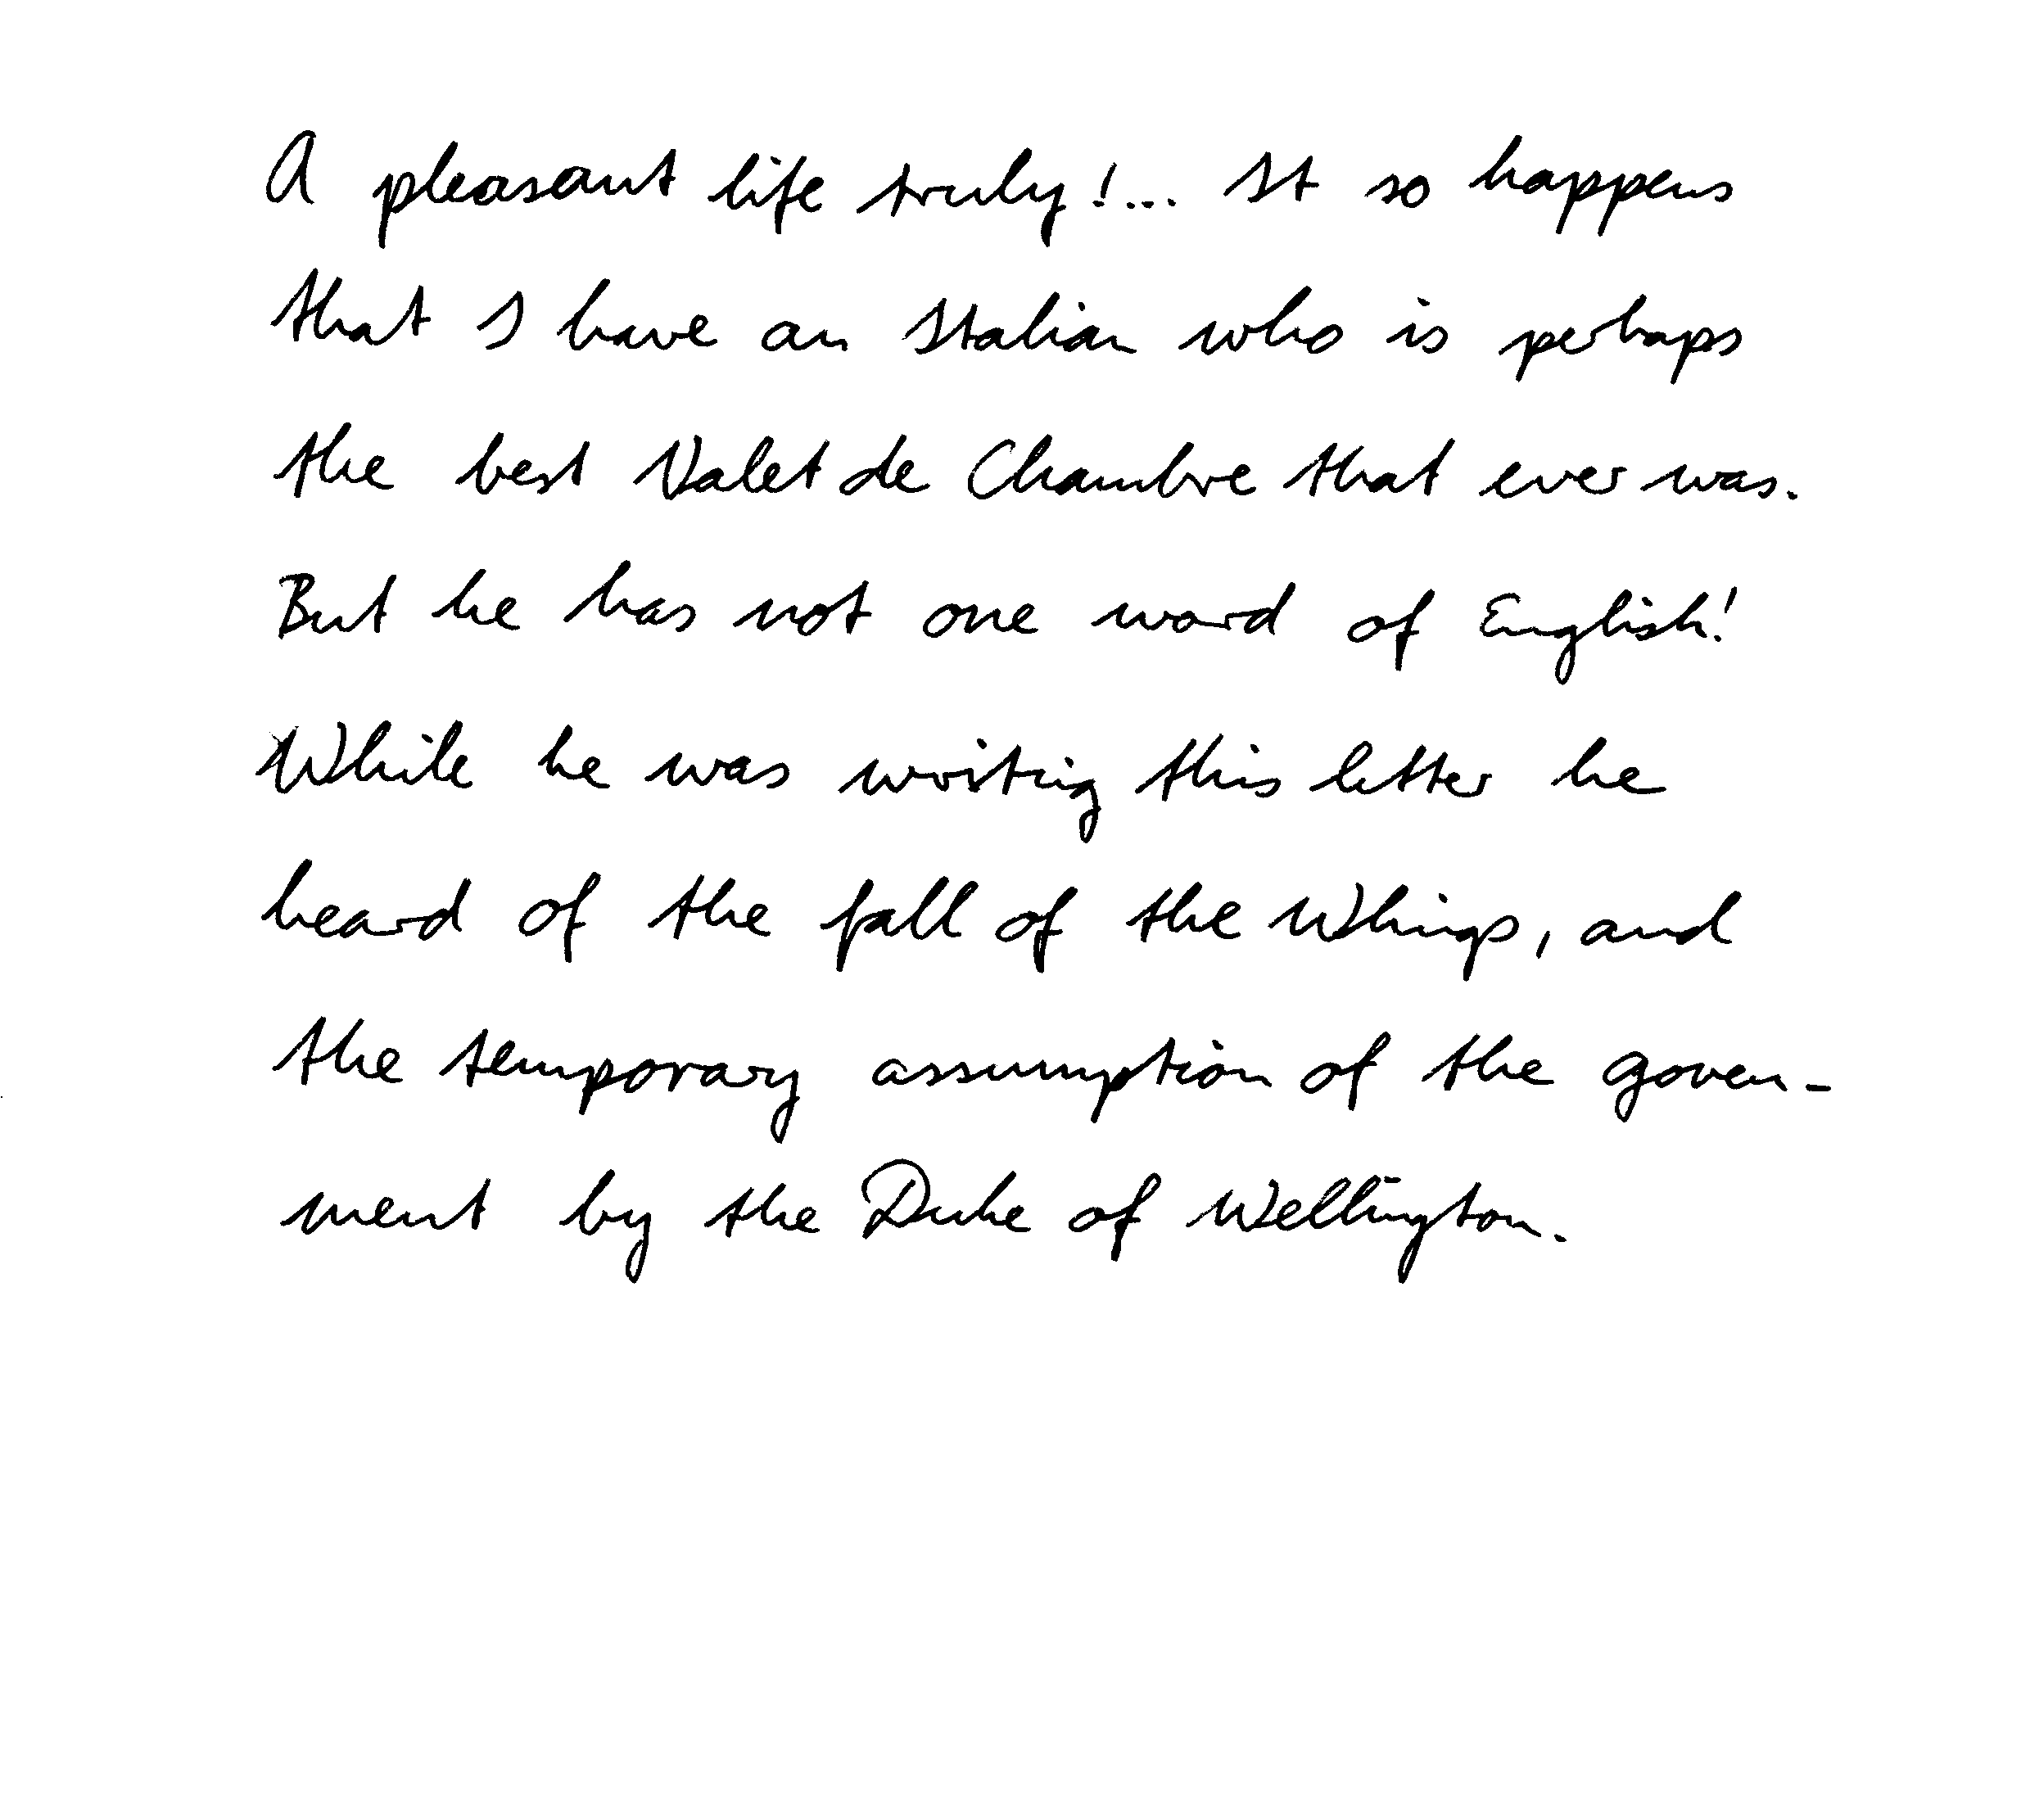 A pleasant life truly!... It so happens
that I have an Italian who is perhaps
the best Valet de Chambre that ever was.
But he has not one word of English!
While he was writing this letter he
heard of the fall of the Whigs, and
the temporary assumption of the goven-
ment by the Duke of Wellington.